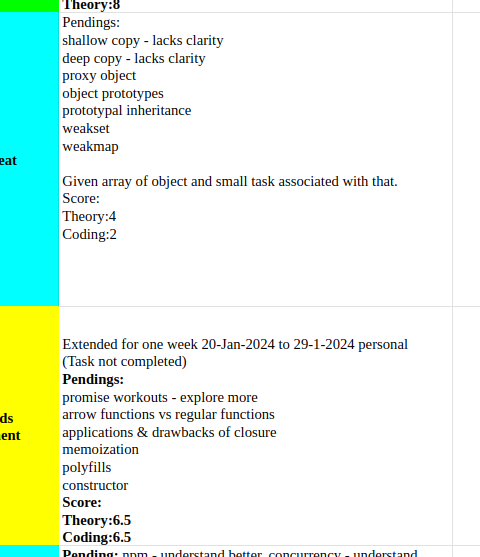 Theory:8
Pendings:
shallow copy - lacks clarity
deep copy - lacks clarity
proxy object
object prototypes
prototypal inheritance
weakset
weakmap
eat
Given array of object and small task associated with that.
Score:
Theory:4
Coding:2
Extended for one week 20-Jan-2024 to 29-1-2024 personal
(Task not completed)
Pendings:
promise workouts - explore more
arrow functions vs regular functions
ds
ent
applications & drawbacks of closure
memoization
polyfills
constructor
Score:
Theory:6.5
Coding:6.5
Pending: npm - understand better, concurrency - understand